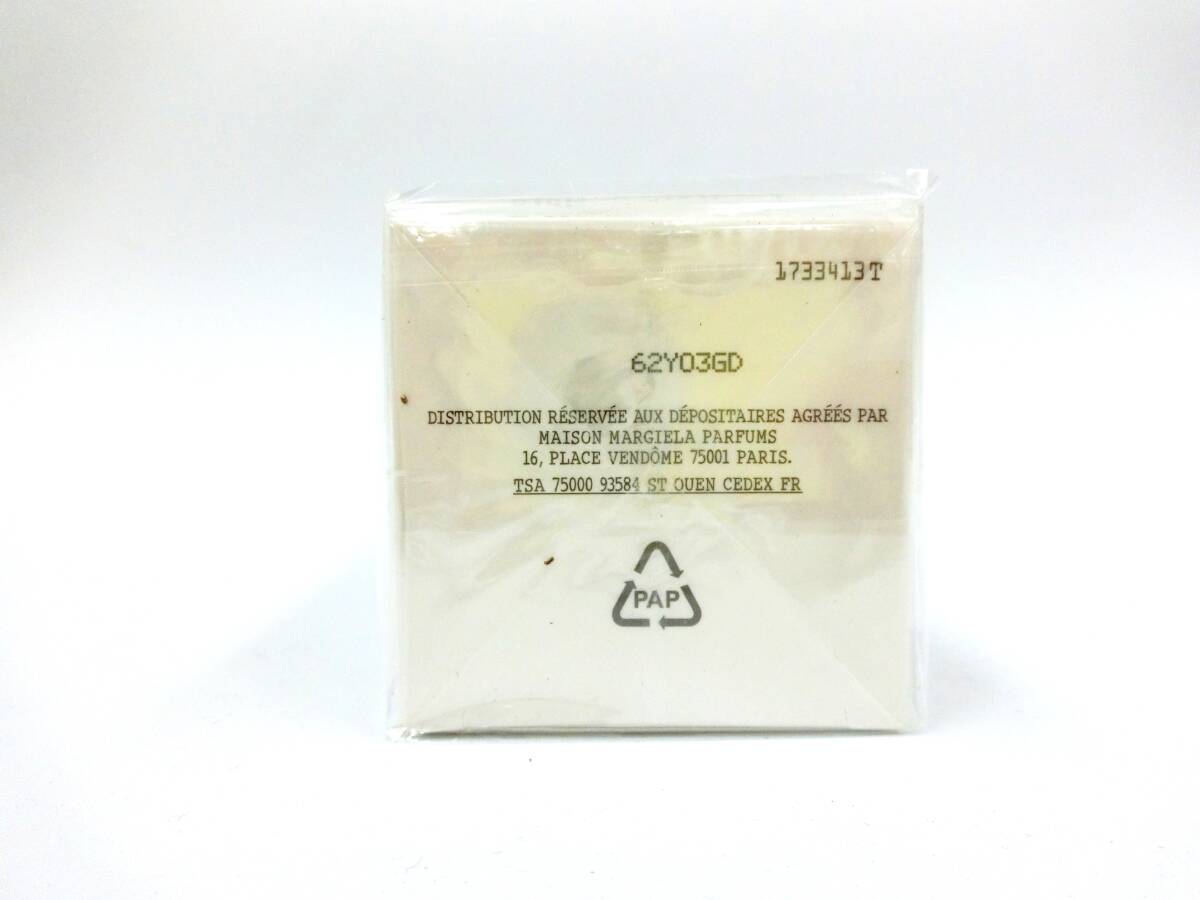 1733413T
62Y03GD
DISTRIBUTION RÉSERVÉE AUX DÉPOSITAIRES AGRÉÉS PAR
MAISON MARGIELA PARFUMS
16, PLACE VENDÔME 75001 PARIS.
TSA 75000 93584 ST OUEN CEDEX FR
PAP